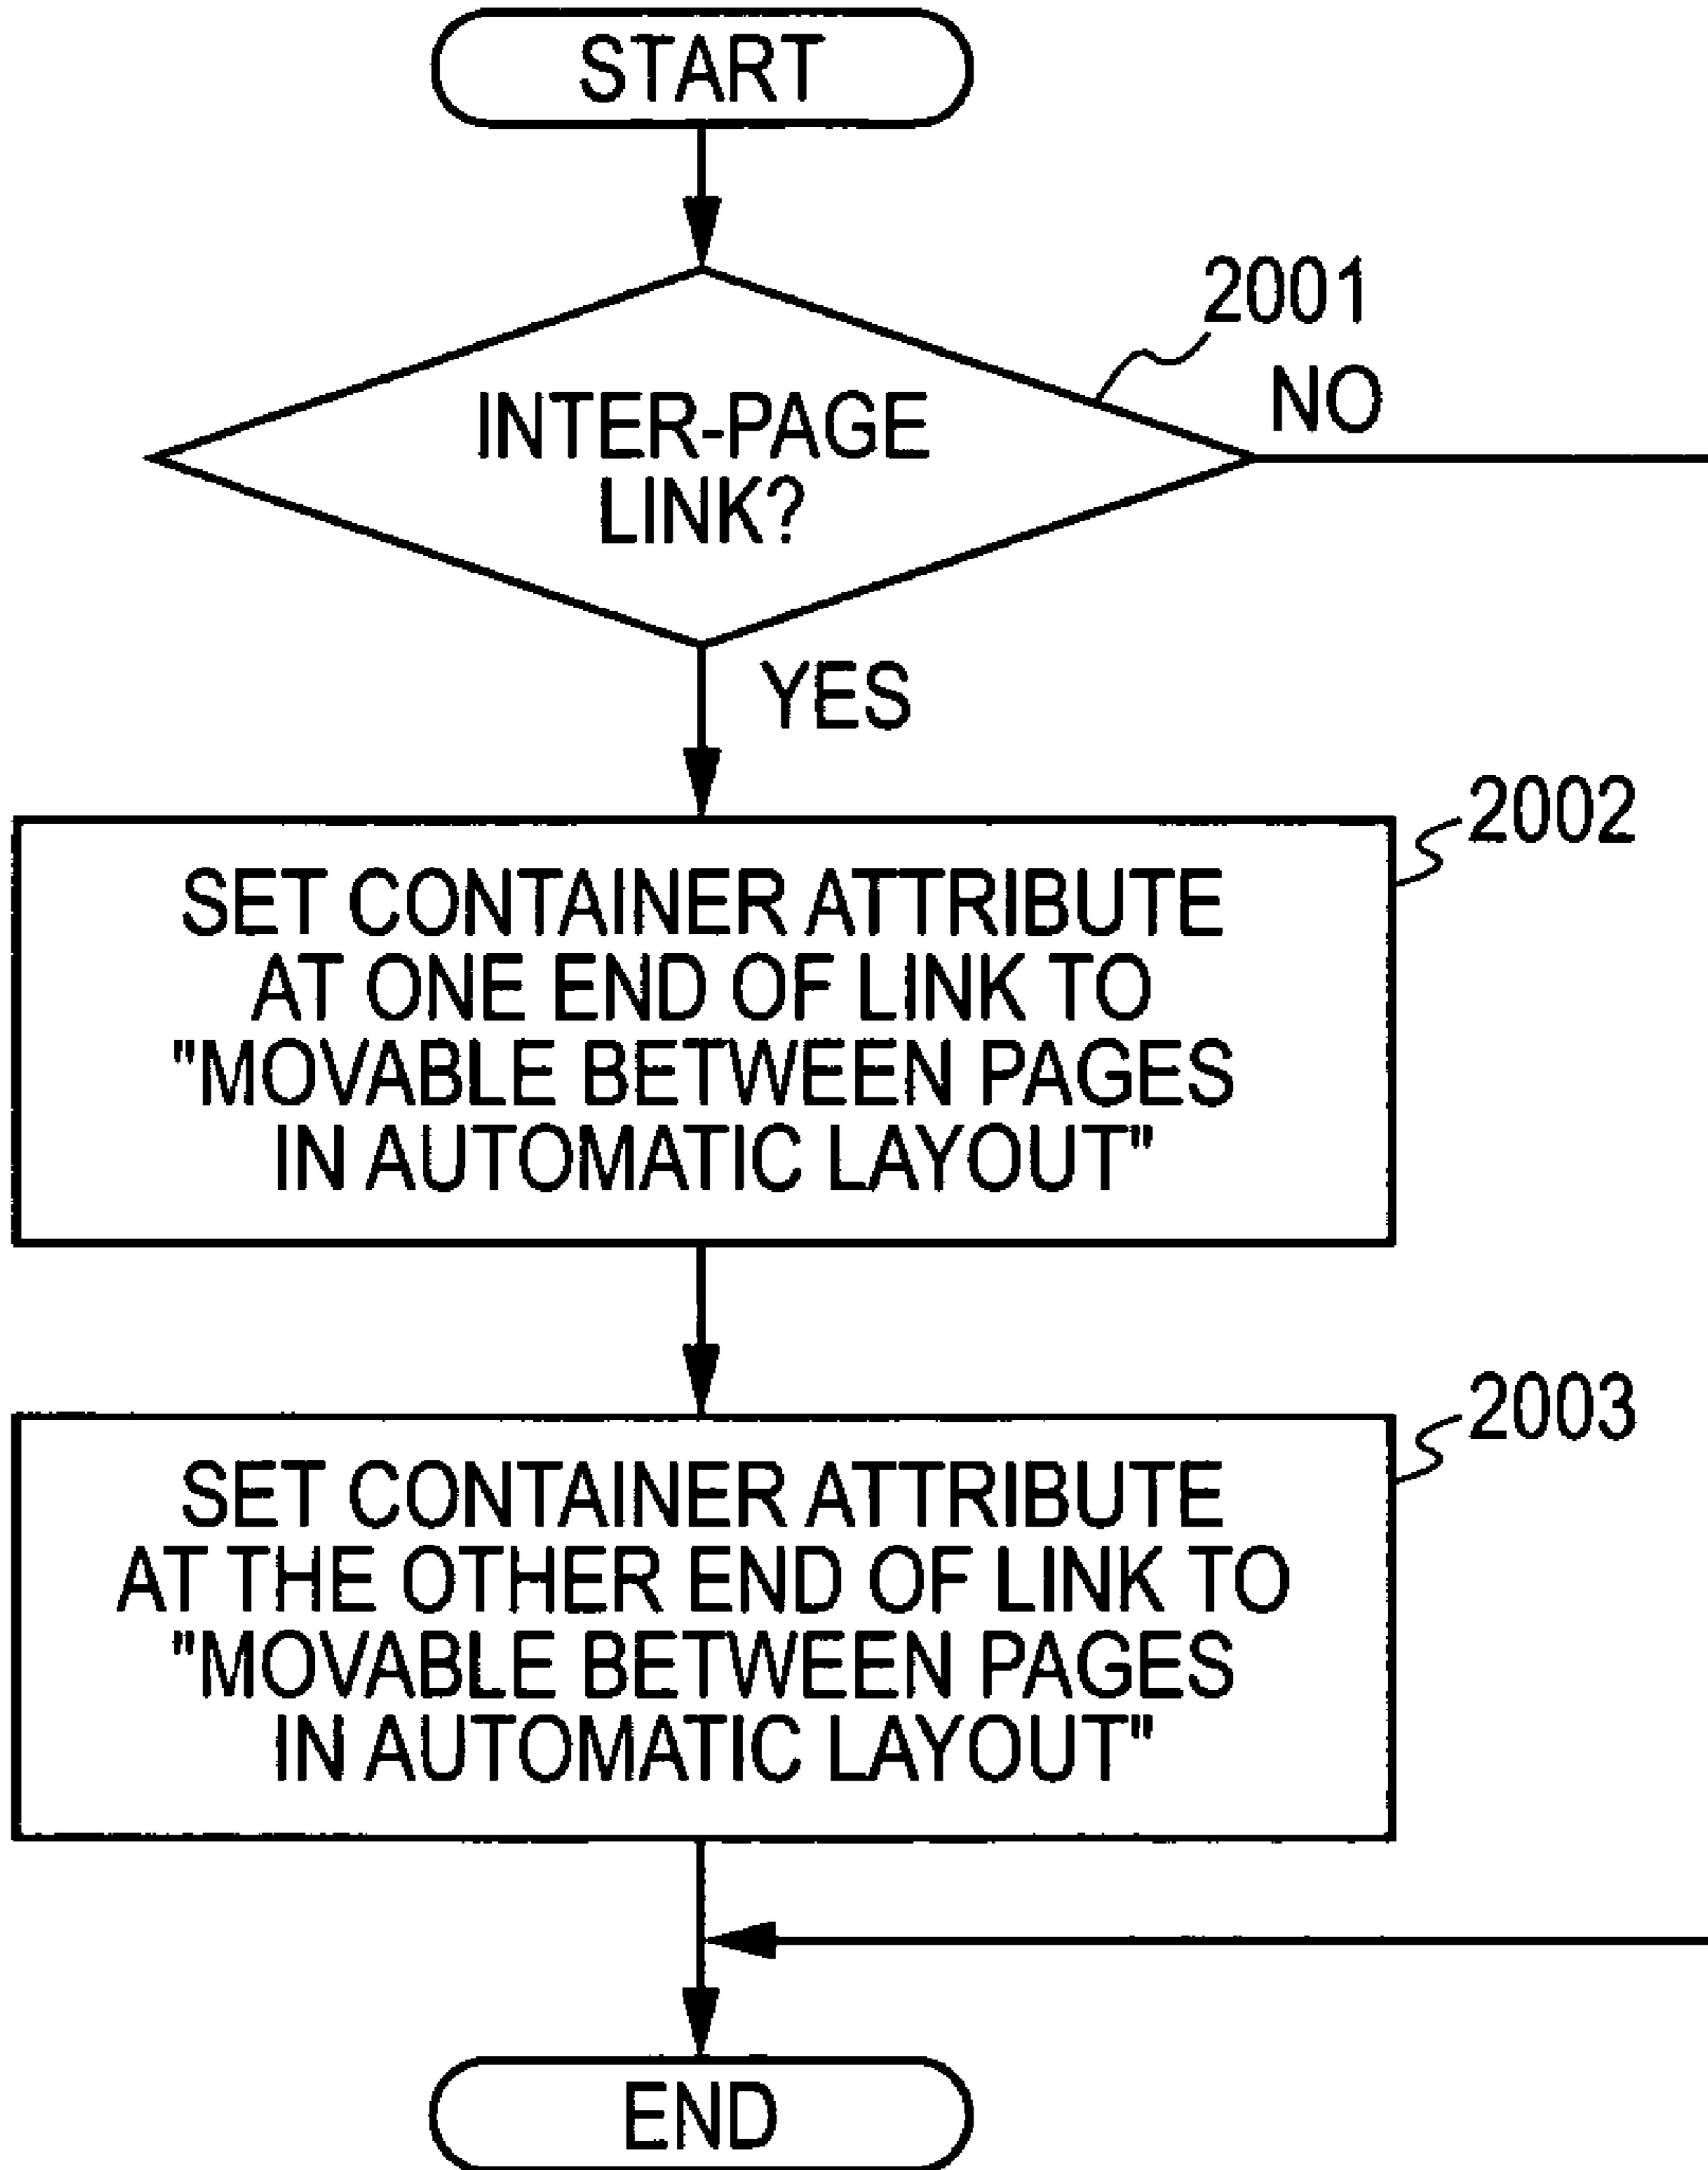 START
2001
NO
INTER-PAGE
LINK?
YES
2002
SET CONTAINER ATTRIBUTE
AT ONE END OF LINK TO
"MOVABLE BETWEEN PAGES
IN AUTOMATIC LAYOUT"
2003
SET CONTAINER ATTRIBUTE
AT THE OTHER END OF LINK TO
"MOVABLE BETWEEN PAGES
IN AUTOMATIC LAYOUT"
END